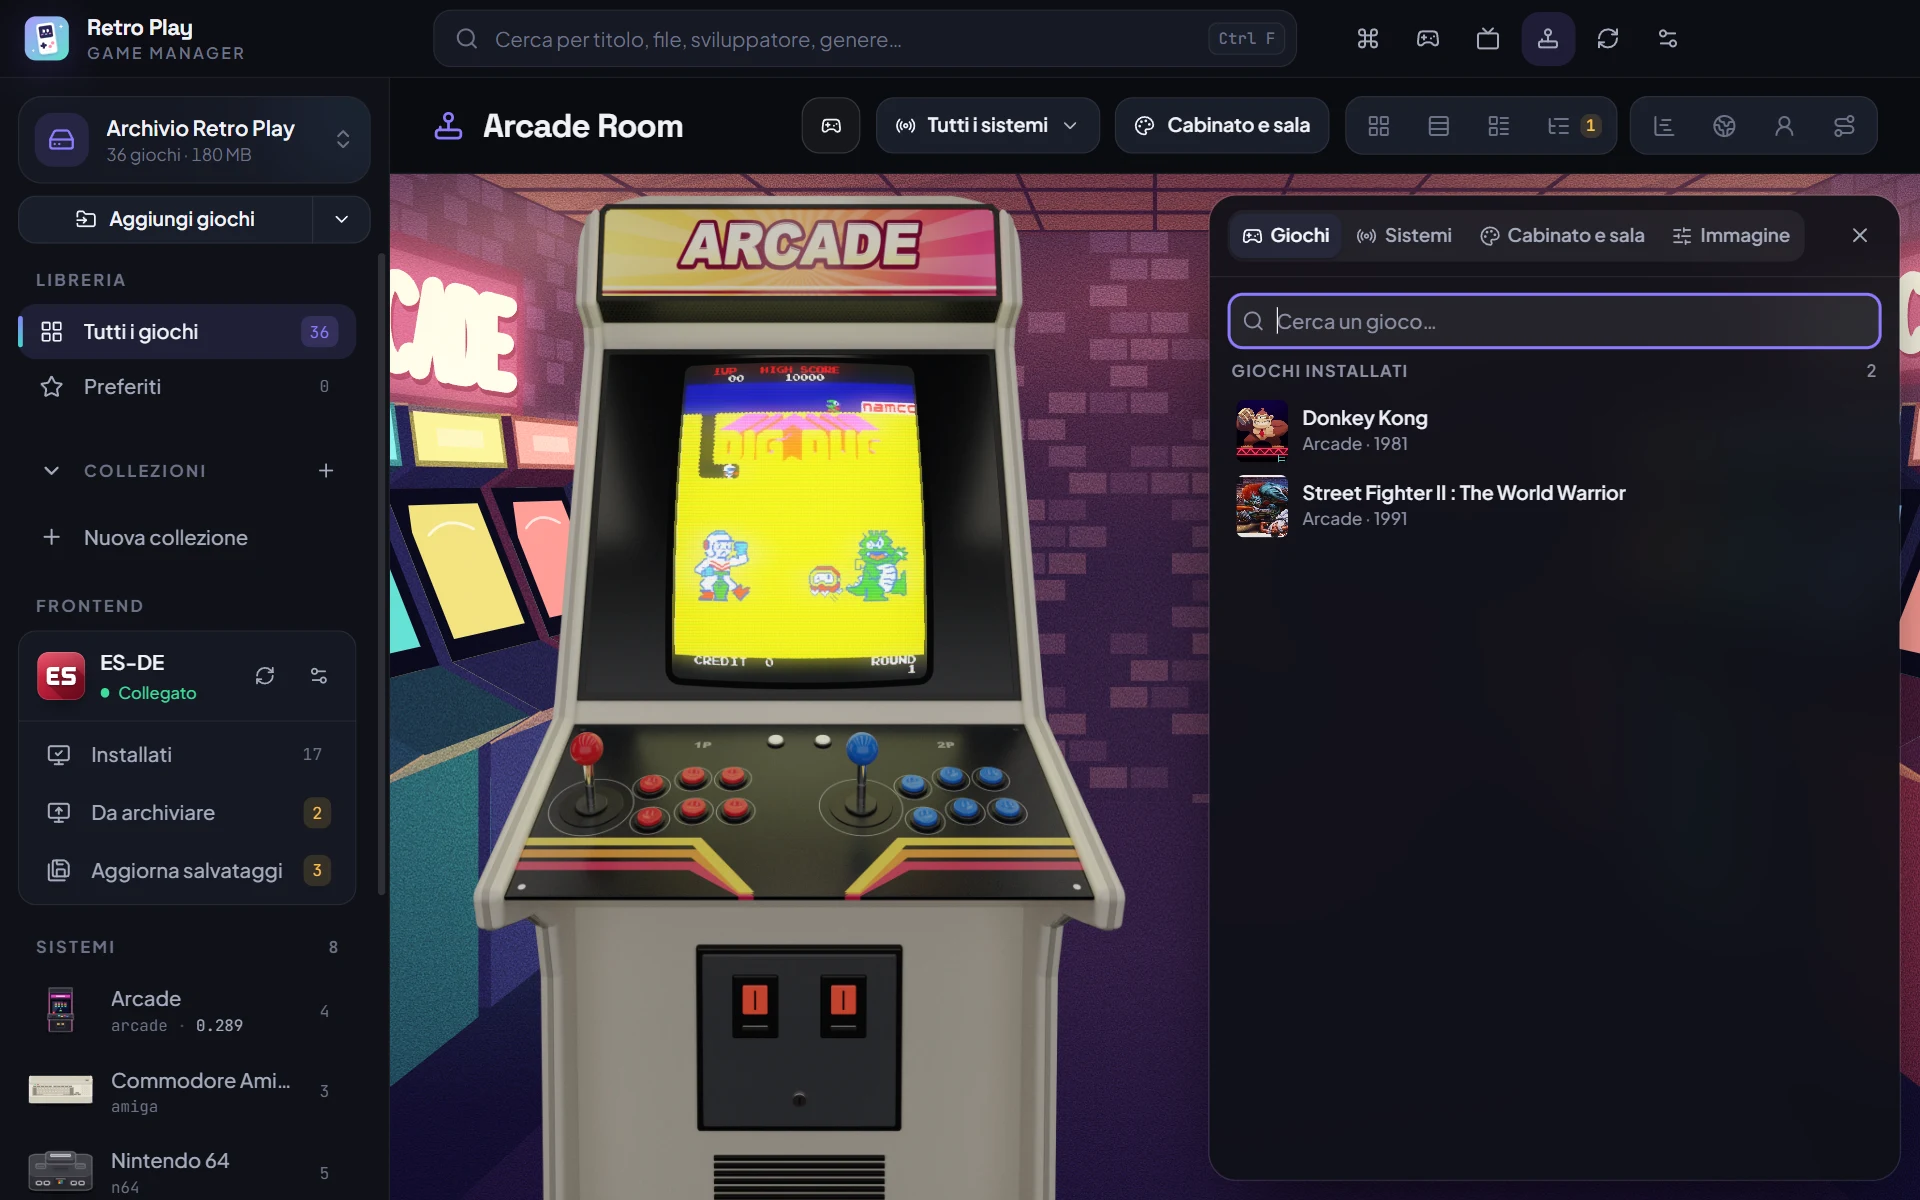 Retro Play
GAME MANAGER
Cerca per titolo, file, sviluppatore, genere...
Ctrl F
Archivio Retro Play
36 giochi · 180 MB
Aggiungi giochi
LIBRERIA
Tutti i giochi
36
Preferiti
0
COLLEZIONI
Nuova collezione
FRONTEND
ES
ES-DE
Collegato
Installati
17
Da archiviare
2
Aggiorna salvataggi
3
SISTEMI
8
Arcade
arcade · 0.289
4
Commodore Ami...
amiga
3
Nintendo 64
n64
5
Arcade Room
Tutti i sistemi
Cabinato e sala
1
ARCADE
CADE
1UP HIGH SCORE
00 10000
namco
DIG DUG
CREDIT 0
ROUND
1
1P
2P
Giochi
Sistemi
Cabinato e sala
Immagine
Cerca un gioco...
GIOCHI INSTALLATI
2
Donkey Kong
Arcade · 1981
Street Fighter II : The World Warrior
Arcade · 1991